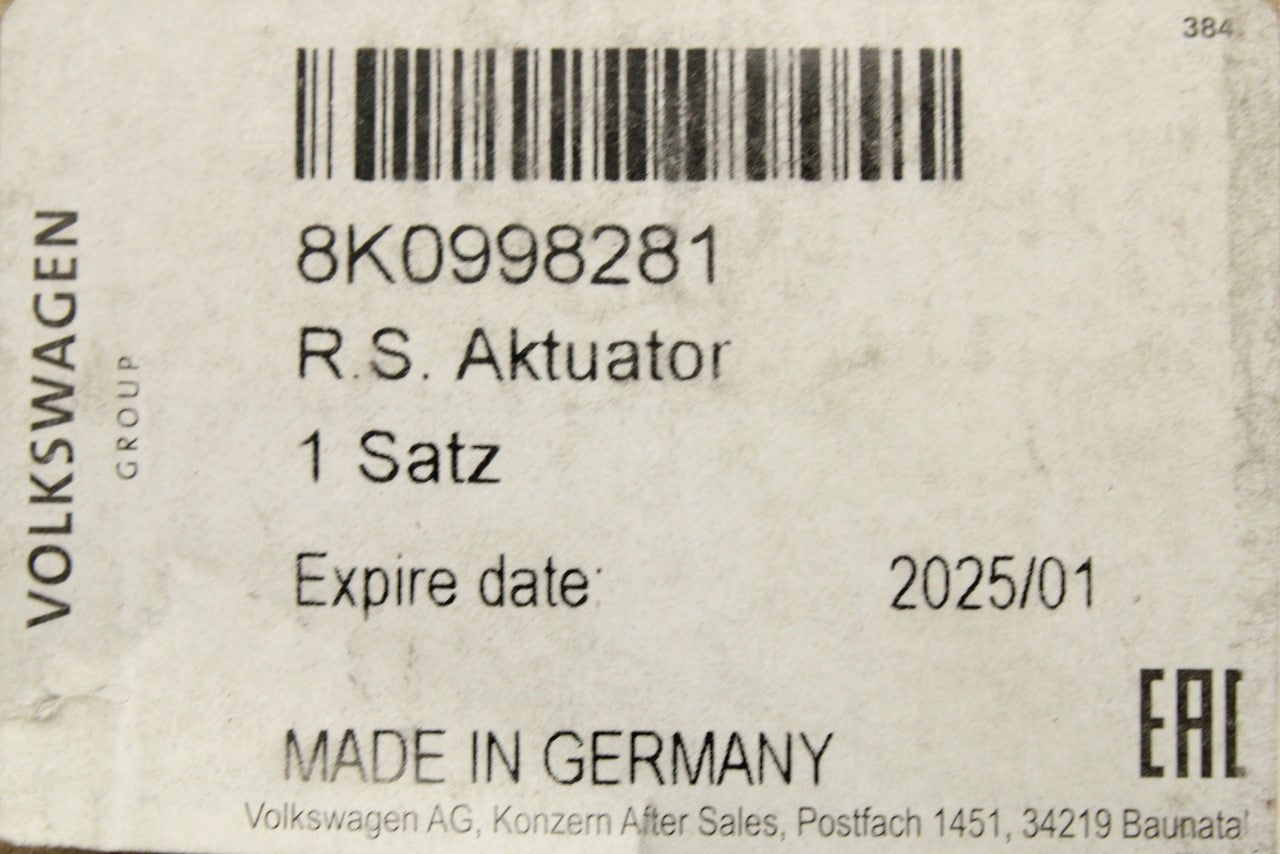 384
8K0998281
R.S. Aktuator
1 Satz
Expire date: 2025/01
MADE IN GERMANY
EAC
Volkswagen AG, Konzern After Sales, Postfach 1451, 34219 Baunatal
VOLKSWAGEN
GROUP